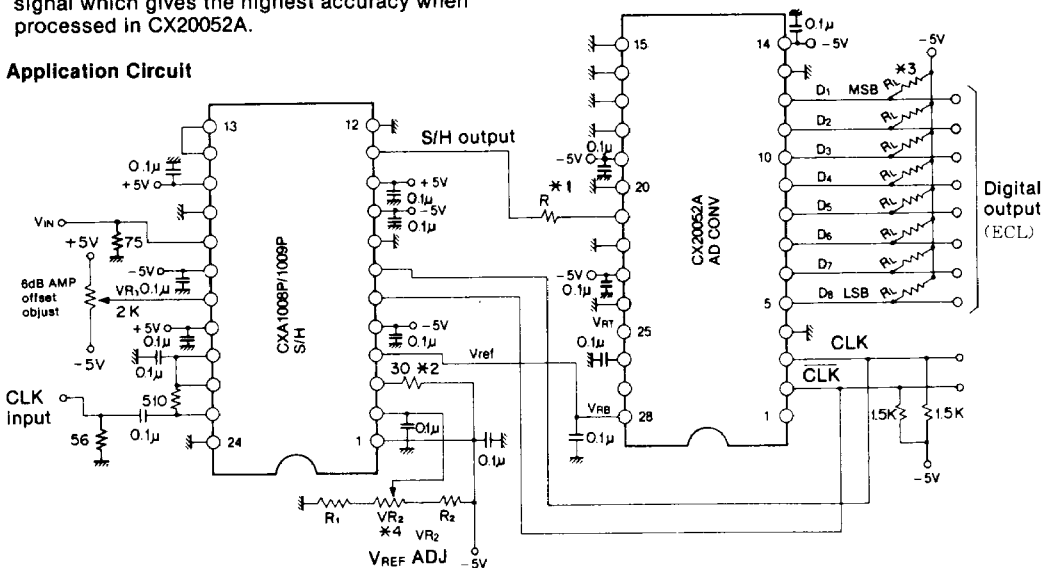 signal which gives the highest accuracy when
processed in CX20052A.
Application Circuit
13
12
0.1μ
+5V
VIN
75
+5V
6dB AMP
offset
objust
-5V
0.1μ
VR1
2K
-5V
+5V
0.1μ
0.1μ
510
CLK
input
56
0.1μ
24
CXA1008P/1009P
S/H
S/H output
+5V
0.1μ
-5V
0.1μ
-5V
0.1μ
Vref
30 *2
0.1μ
1
0.1μ
R1
VR2
*4
R2
VR2
VREF ADJ
-5V
R
*1
15
14
0.1μ
-5V
0.1μ
-5V
20
-5V
0.1μ
VRT
25
0.1μ
VRB
28
0.1μ
CX20052A
AD CONV
10
5
1
-5V
*3
D1 MSB RL
D2 RL
D3 RL
D4 RL
D5 RL
D6 RL
D7 RL
D8 LSB RL
Digital
output
(ECL)
CLK
CLK
1.5K
1.5K
-5V